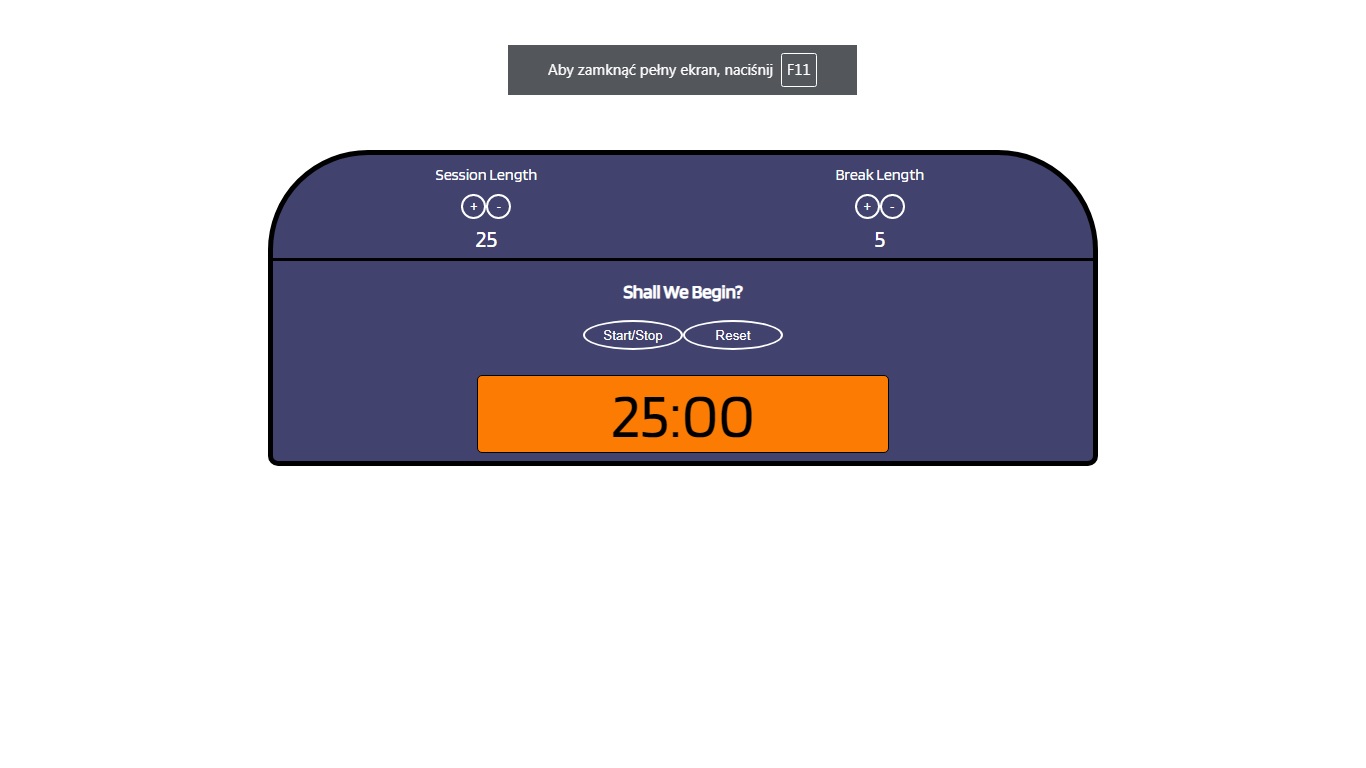 Aby zamknąć pełny ekran, naciśnij F11
Session Length
+ -
25
Break Length
+ -
5
Shall We Begin?
Start/Stop Reset
25:00